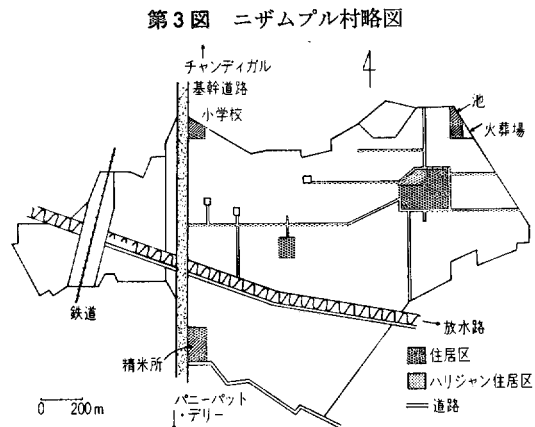 第3図 ニザムプル村略図
チャンディガル
基幹道路
小学校
池
火葬場
鉄道
放水路
精米所
住居区
ハリジャン住居区
道路
0 200m
パニーパット
・デリー